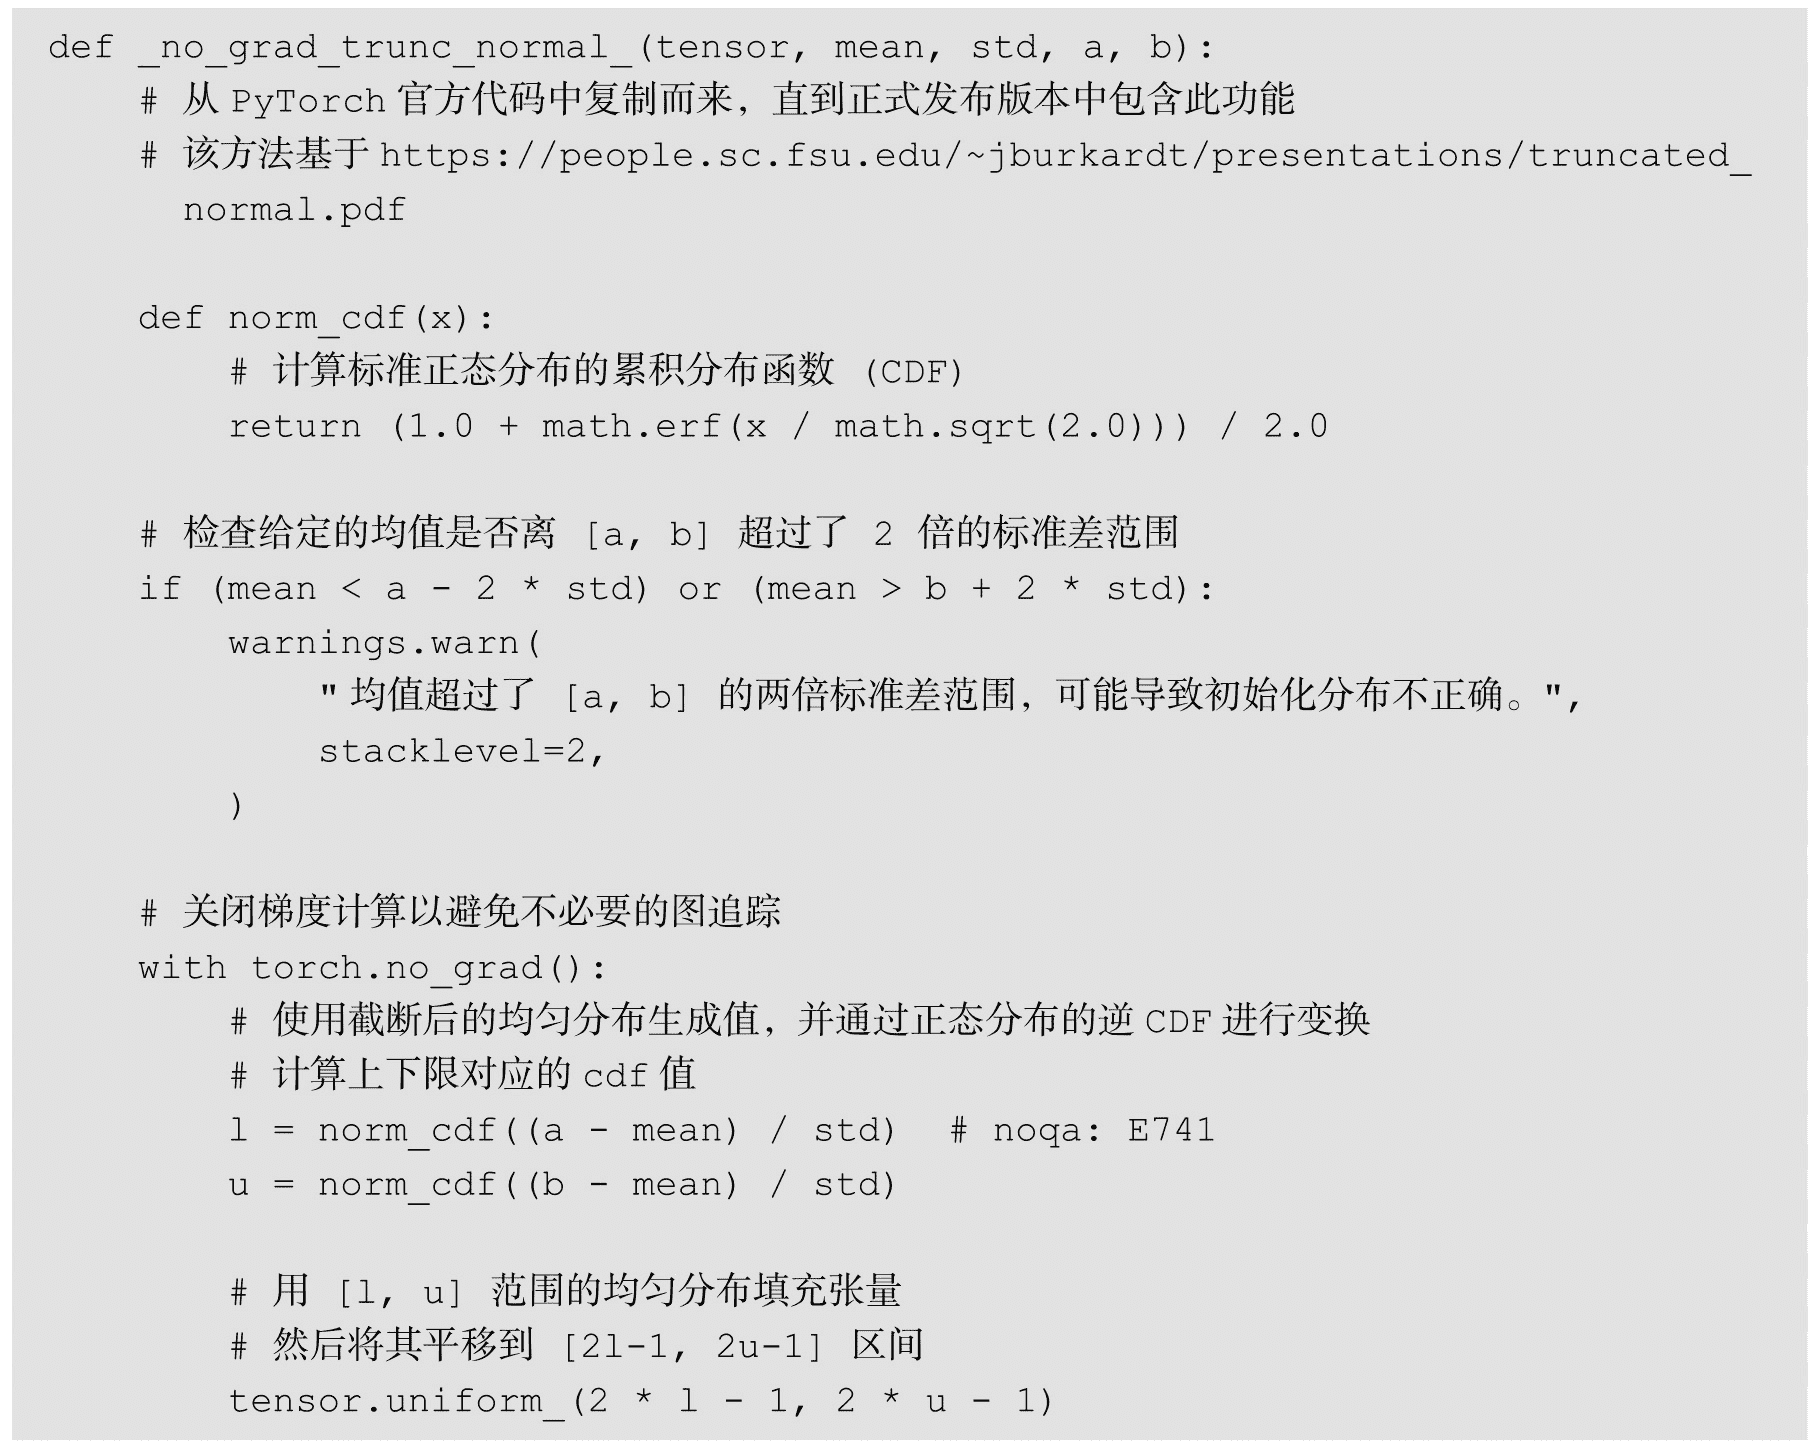 def _no_grad_trunc_normal_(tensor, mean, std, a, b):
    # 从 PyTorch 官方代码中复制而来，直到正式发布版本中包含此功能
    # 该方法基于 https://people.sc.fsu.edu/~jburkardt/presentations/truncated_
      normal.pdf

    def norm_cdf(x):
        # 计算标准正态分布的累积分布函数 (CDF)
        return (1.0 + math.erf(x / math.sqrt(2.0))) / 2.0

    # 检查给定的均值是否离 [a, b] 超过了 2 倍的标准差范围
    if (mean < a - 2 * std) or (mean > b + 2 * std):
        warnings.warn(
            "均值超过了 [a, b] 的两倍标准差范围，可能导致初始化分布不正确。",
            stacklevel=2,
        )

    # 关闭梯度计算以避免不必要的图追踪
    with torch.no_grad():
        # 使用截断后的均匀分布生成值，并通过正态分布的逆 CDF 进行变换
        # 计算上下限对应的 cdf 值
        l = norm_cdf((a - mean) / std)  # noqa: E741
        u = norm_cdf((b - mean) / std)

        # 用 [l, u] 范围的均匀分布填充张量
        # 然后将其平移到 [2l-1, 2u-1] 区间
        tensor.uniform_(2 * l - 1, 2 * u - 1)